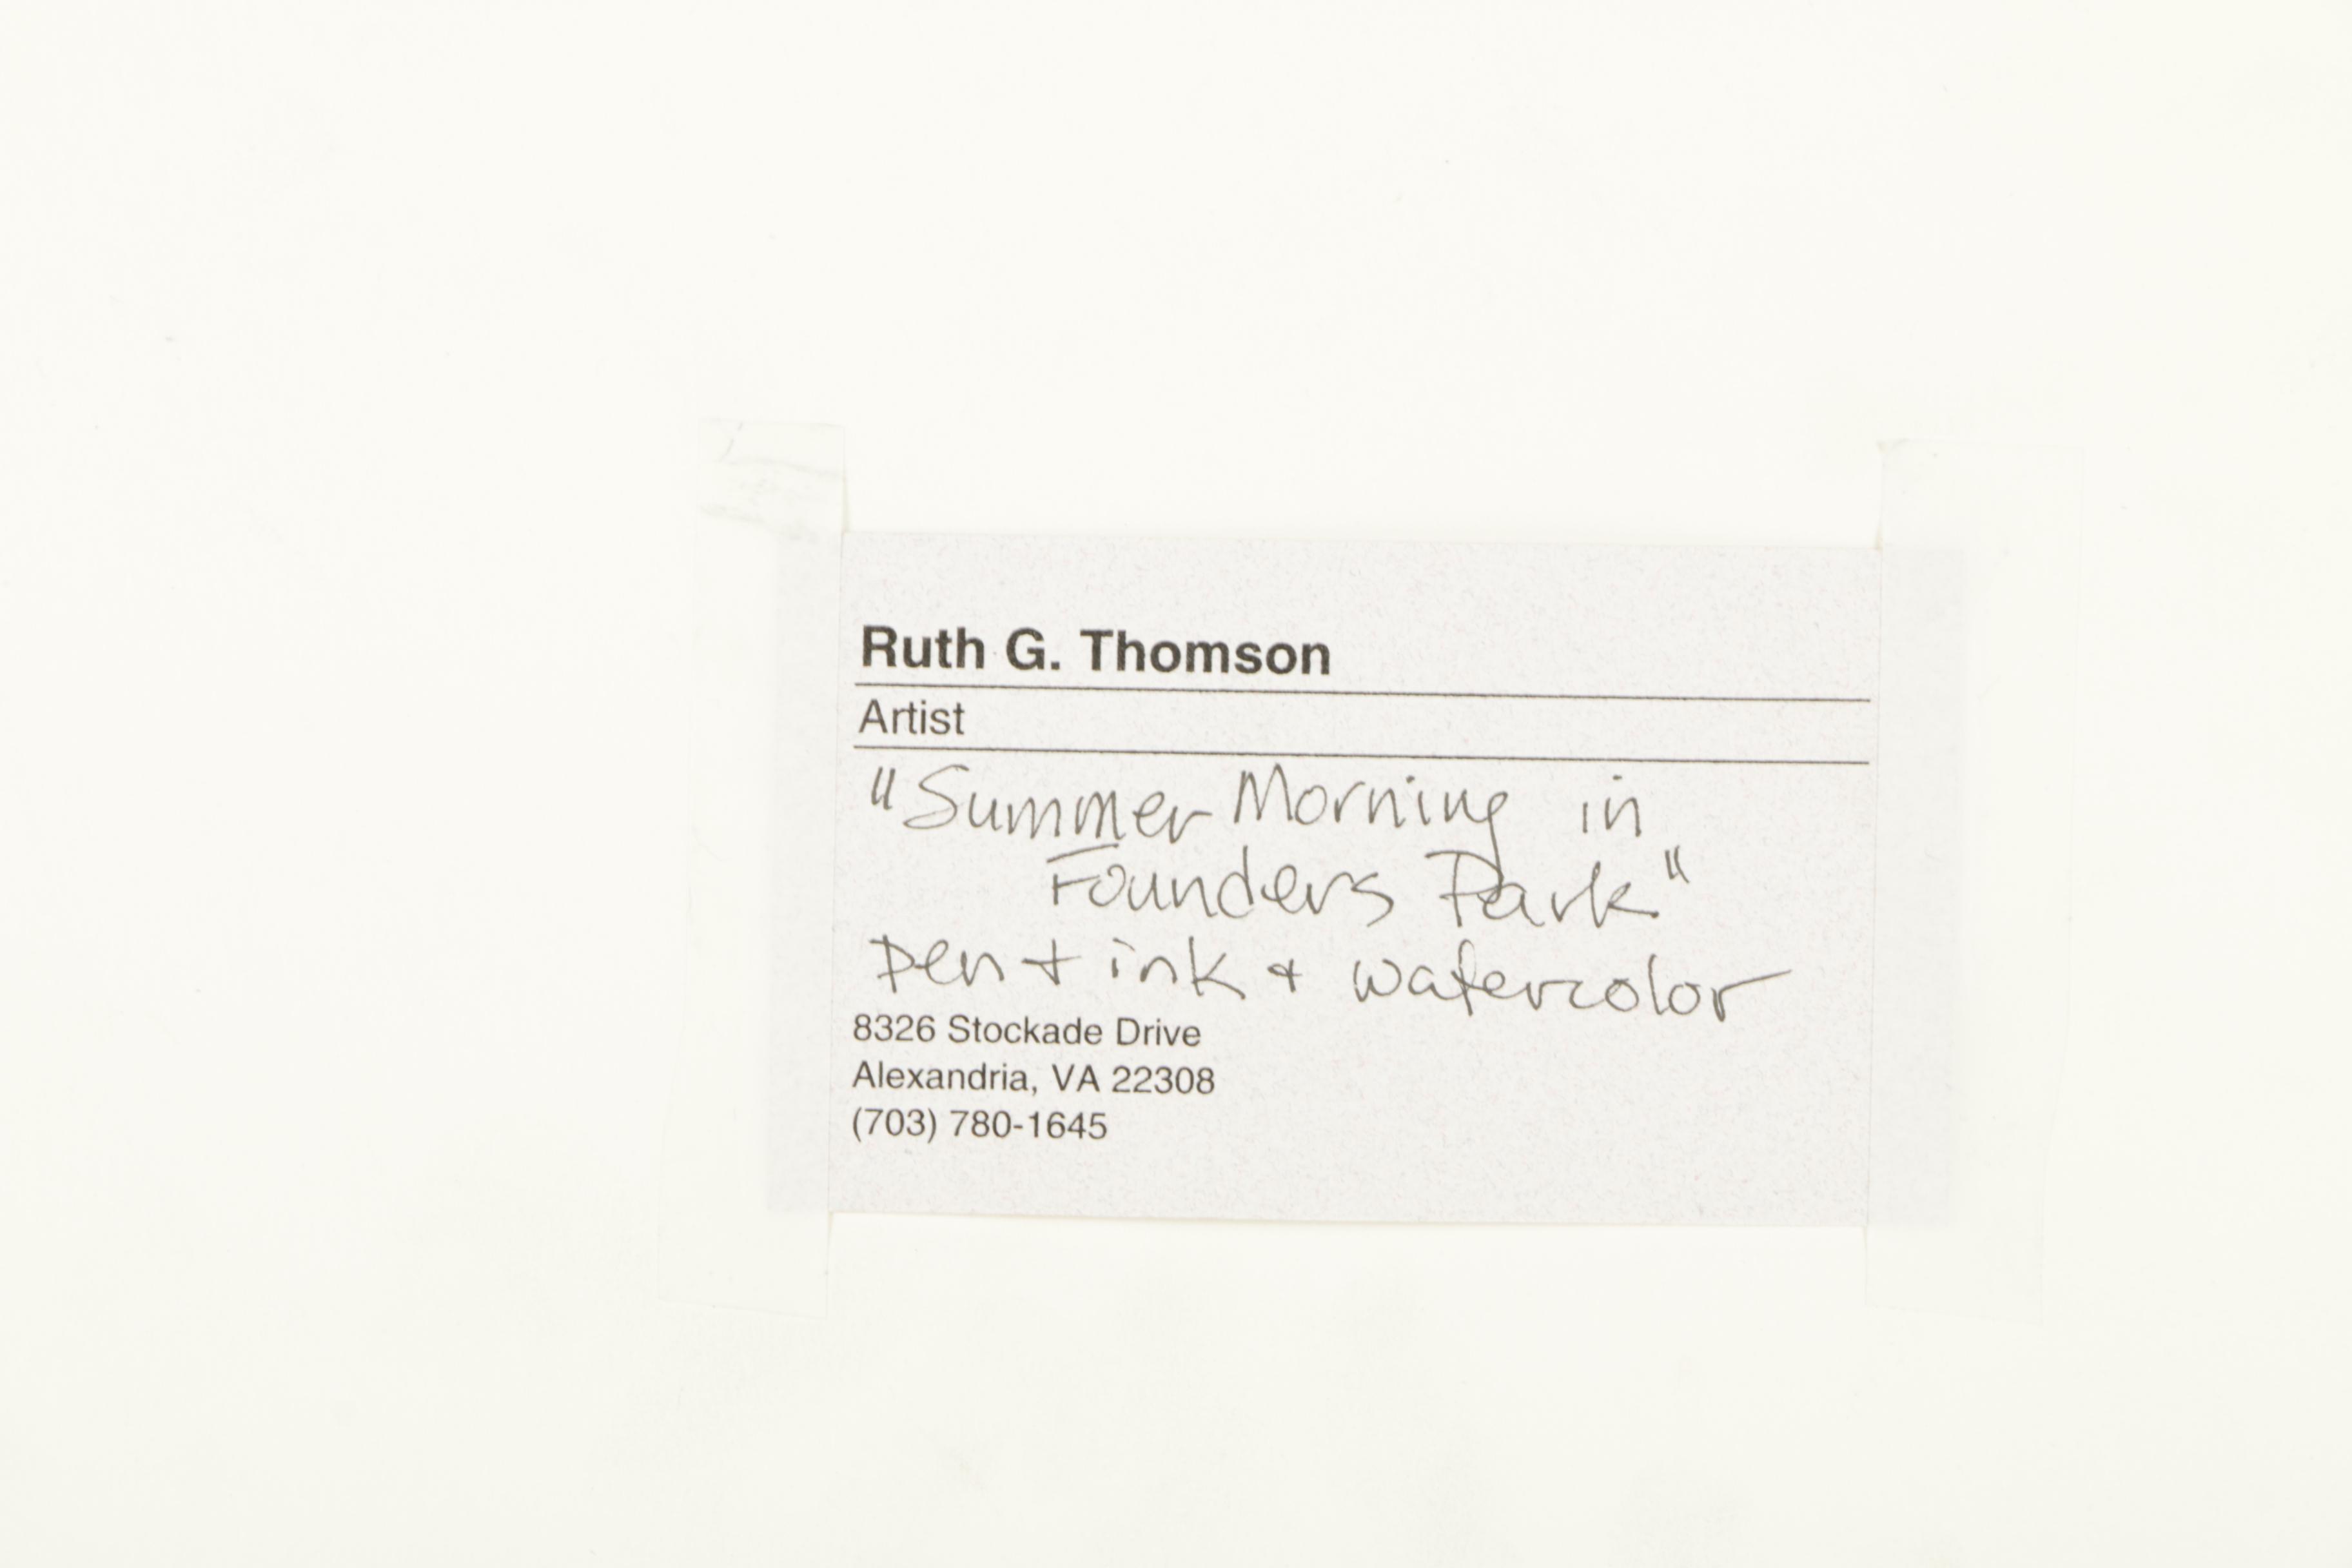 Ruth G. Thomson
Artist
"Summer Morning in
Founders Park"
pen + ink + watercolor
8326 Stockade Drive
Alexandria, VA 22308
(703) 780-1645